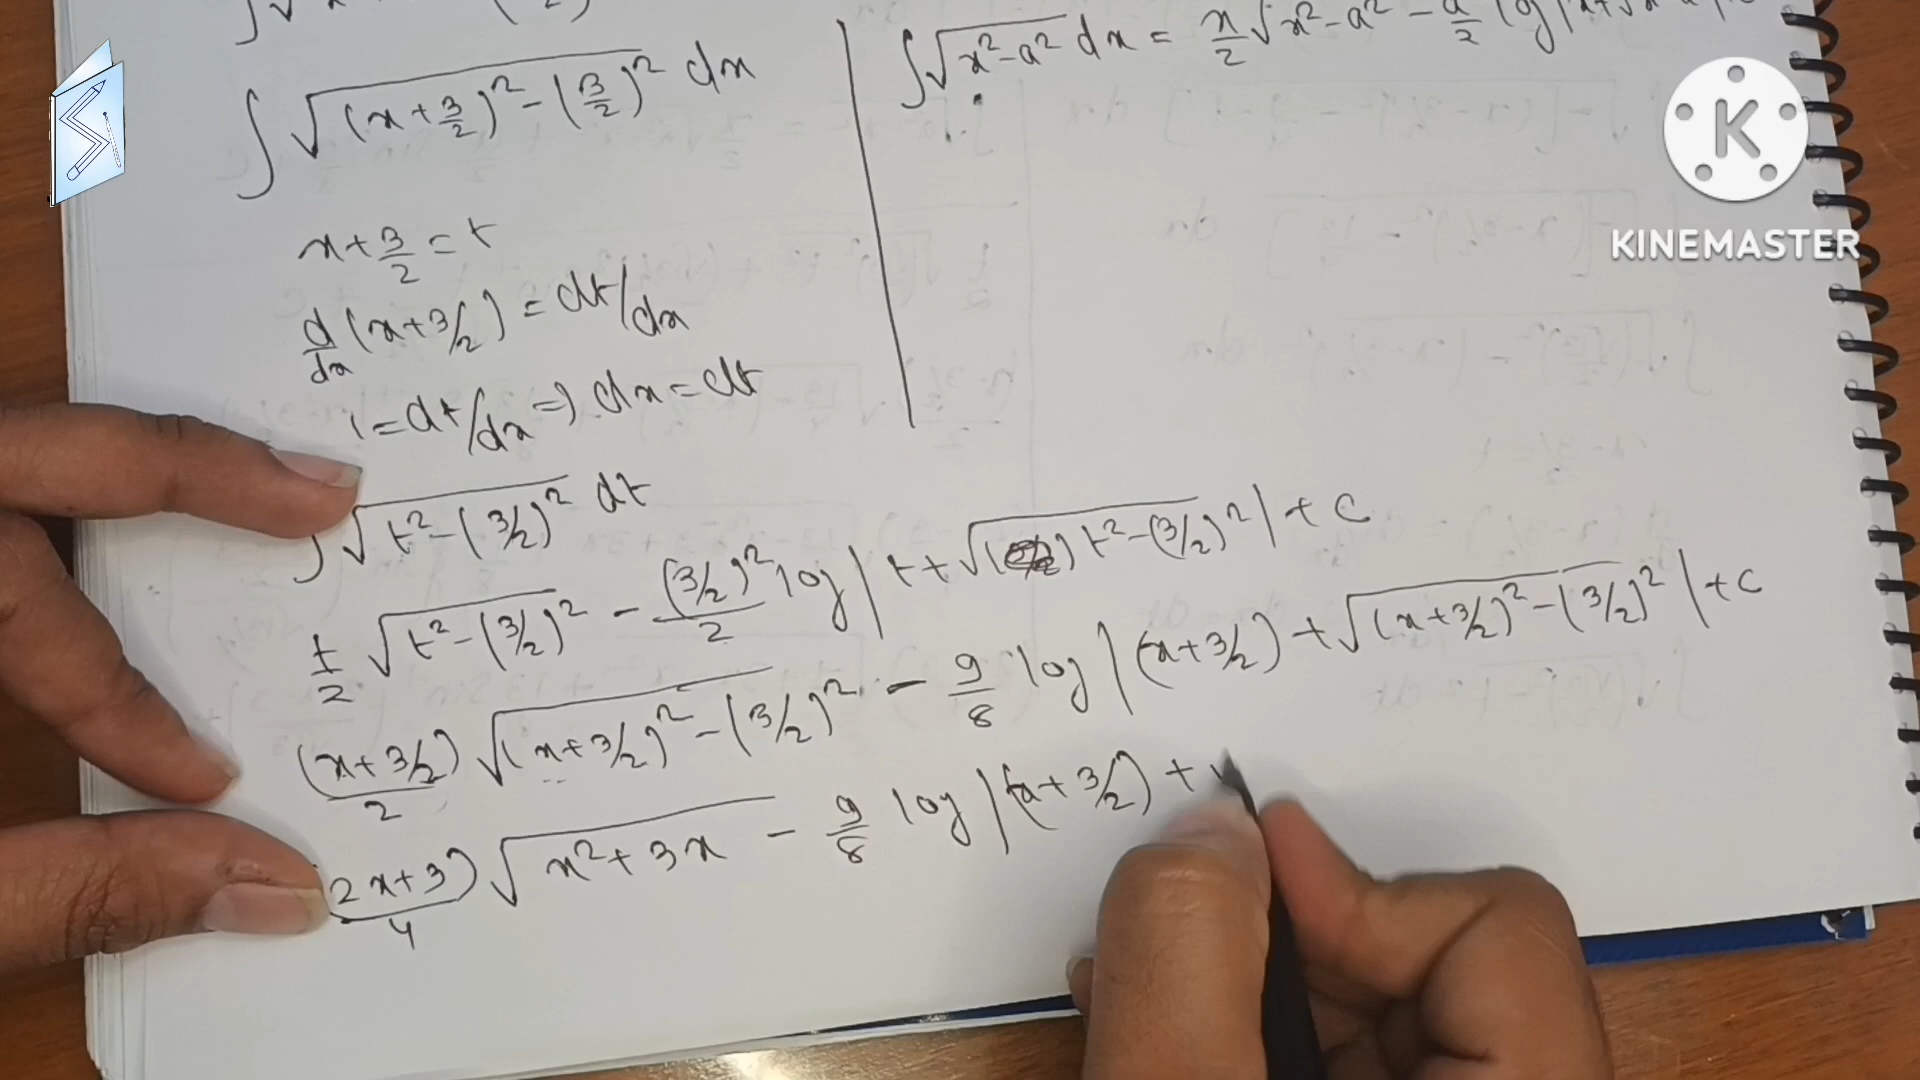 ∫√(x+3/2)² - (3/2)² dx
∫√x²-a² dx = x/2 √x²-a² - a²/2 log|x+√x²-a²|+c
KINEMASTER
x+3/2 = t
d/dx (x+3/2) = dt/dx
1 = dt/dx => dx = dt
∫√t²-(3/2)² dt
t/2 √t²-(3/2)² - (3/2)²/2 log|t+√t²-(3/2)²|+c
(x+3/2)/2 √(x+3/2)²-(3/2)² - 9/8 log|(x+3/2)+√(x+3/2)²-(3/2)²|+c
(2x+3)/4 √x²+3x - 9/8 log|(x+3/2)+√